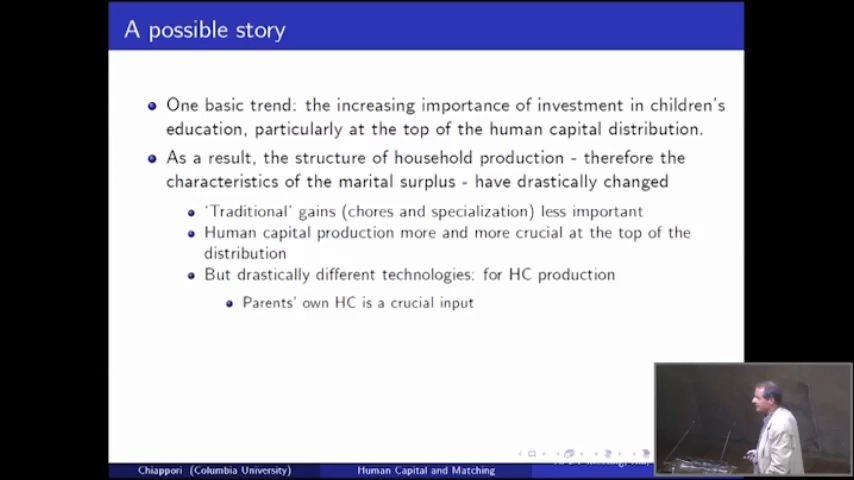 A possible story
One basic trend: the increasing importance of investment in children's
education, particularly at the top of the human capital distribution.
As a result, the structure of household production - therefore the
characteristics of the marital surplus - have drastically changed
'Traditional' gains (chores and specialization) less important
Human capital production more and more crucial at the top of the
distribution
But drastically different technologies: for HC production
Parents' own HC is a crucial input
Chiappori (Columbia University)
Human Capital and Matching